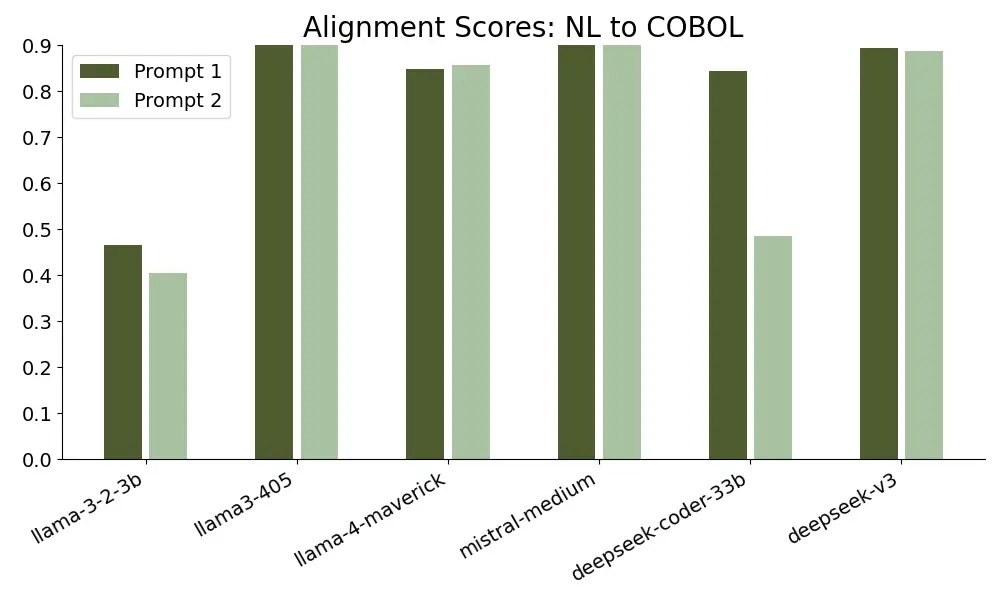 Alignment Scores: NL to COBOL
Prompt 1
Prompt 2
0.9
0.8
0.7
0.6
0.5
0.4
0.3
0.2
0.1
0.0
llama-3-2-3b
llama3-405
llama-4-maverick
mistral-medium
deepseek-coder-33b
deepseek-v3